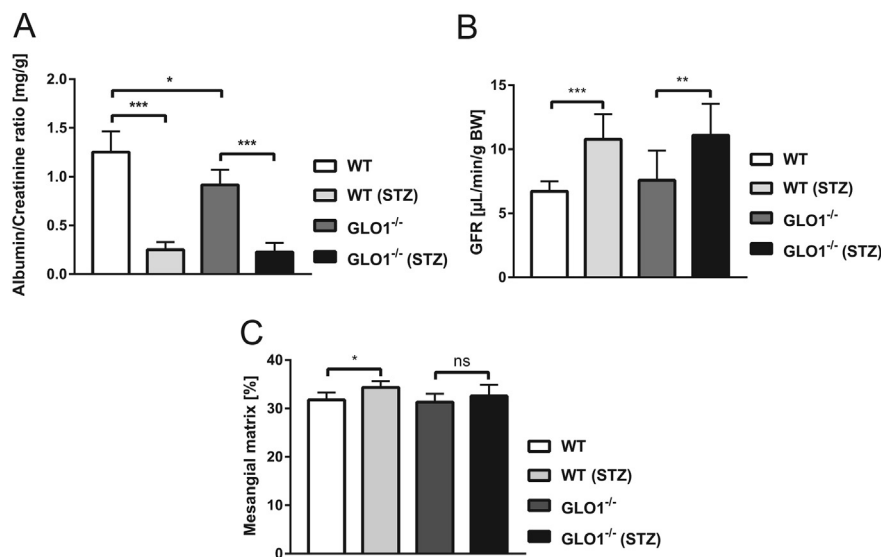 A
Albumin/Creatinine ratio [mg/g]
2.0
1.5
1.0
0.5
0.0
*
***
***
WT
WT (STZ)
GLO1-/-
GLO1-/- (STZ)
B
GFR [µL/min/g BW]
15
10
5
0
***
**
WT
WT (STZ)
GLO1-/-
GLO1-/- (STZ)
C
Mesangial matrix [%]
40
30
20
10
0
*
ns
WT
WT (STZ)
GLO1-/-
GLO1-/- (STZ)